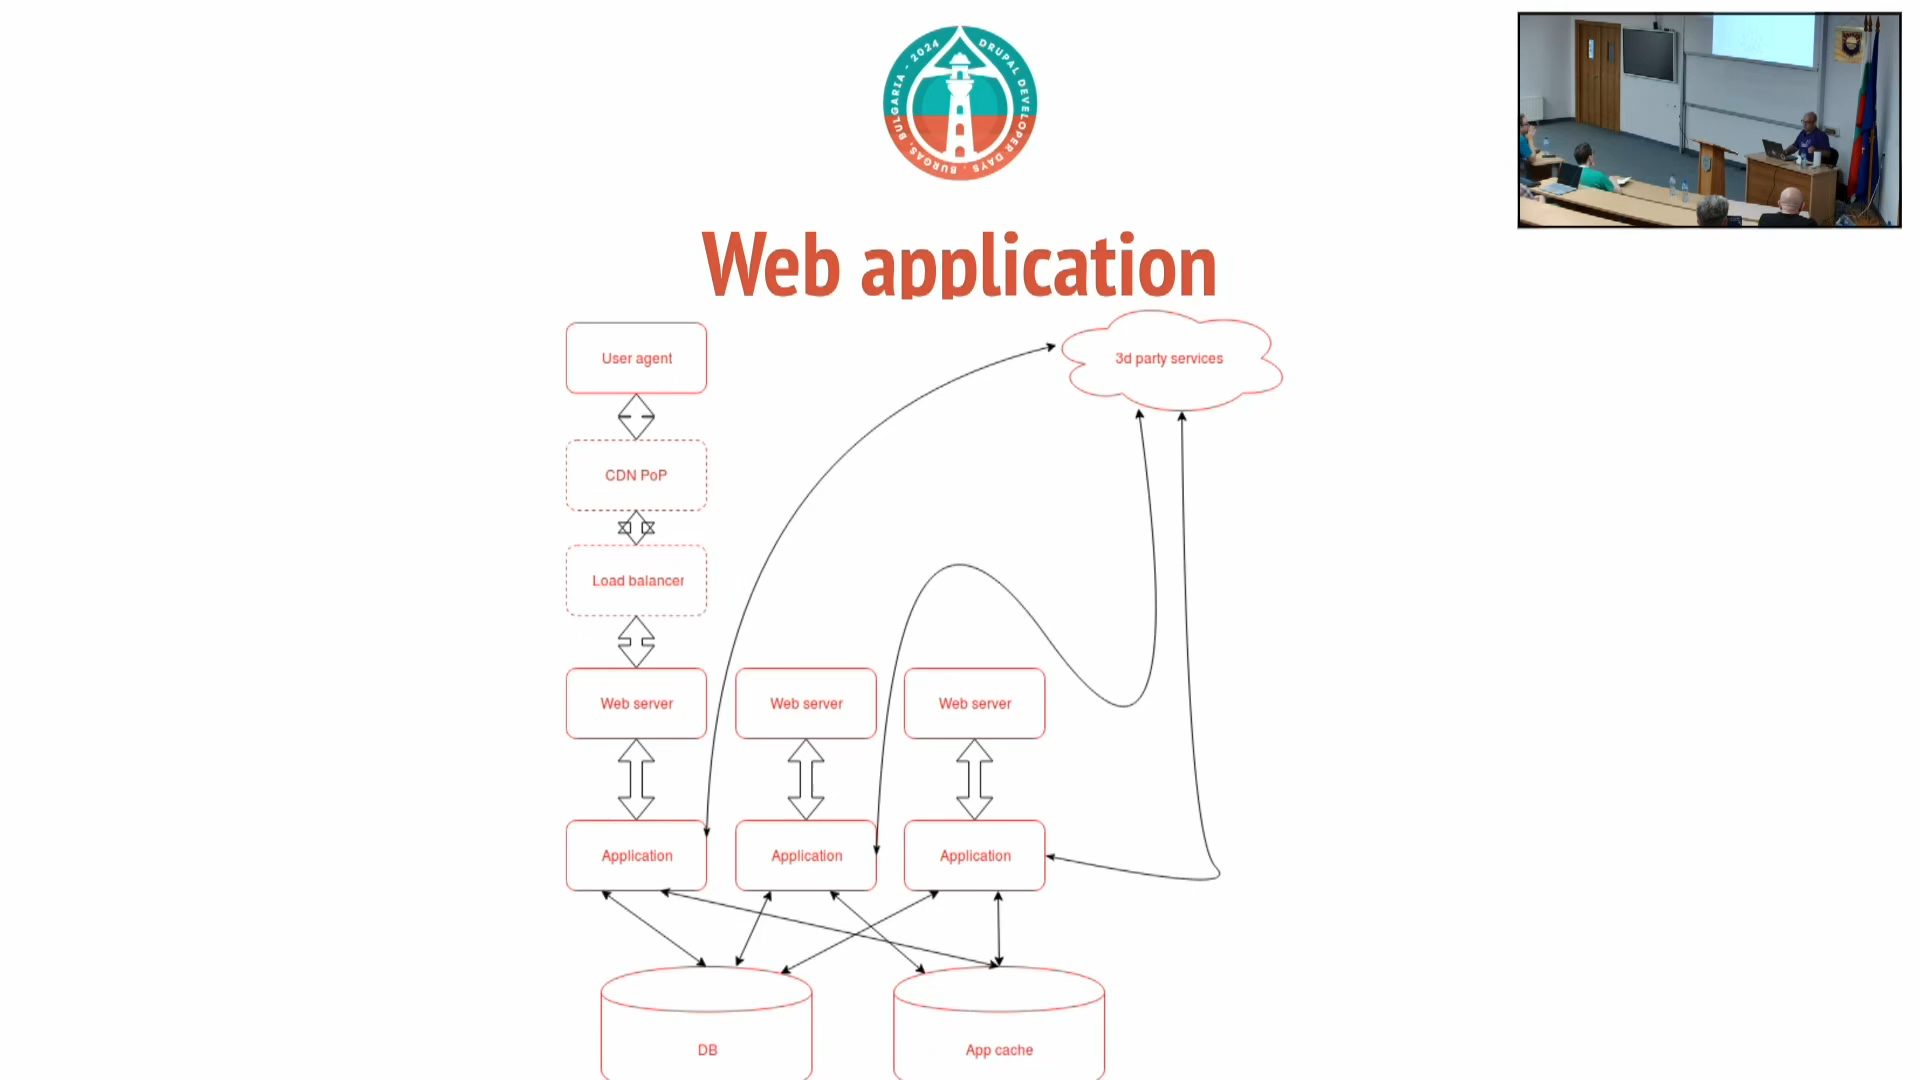 BULGARIA - 2024
DRUPAL DEVELOPER DAYS · BURGAS,
Web application
User agent
3d party services
CDN PoP
Load balancer
Web server
Web server
Web server
Application
Application
Application
DB
App cache